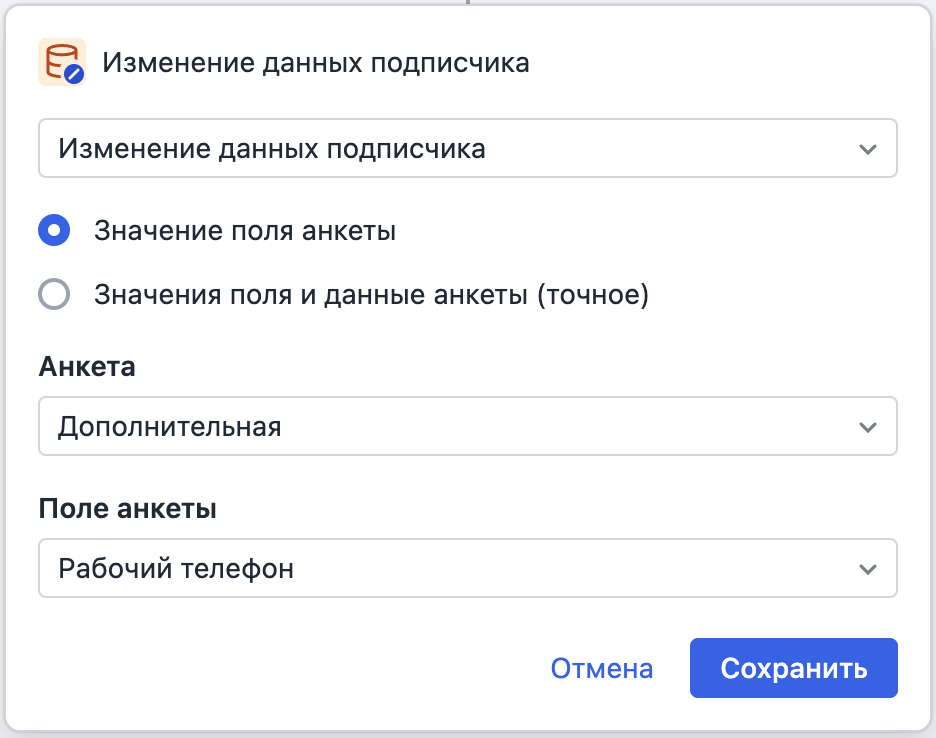 Изменение данных подписчика
Изменение данных подписчика
Значение поля анкеты
Значения поля и данные анкеты (точное)
Анкета
Дополнительная
Поле анкеты
Рабочий телефон
Отмена
Сохранить